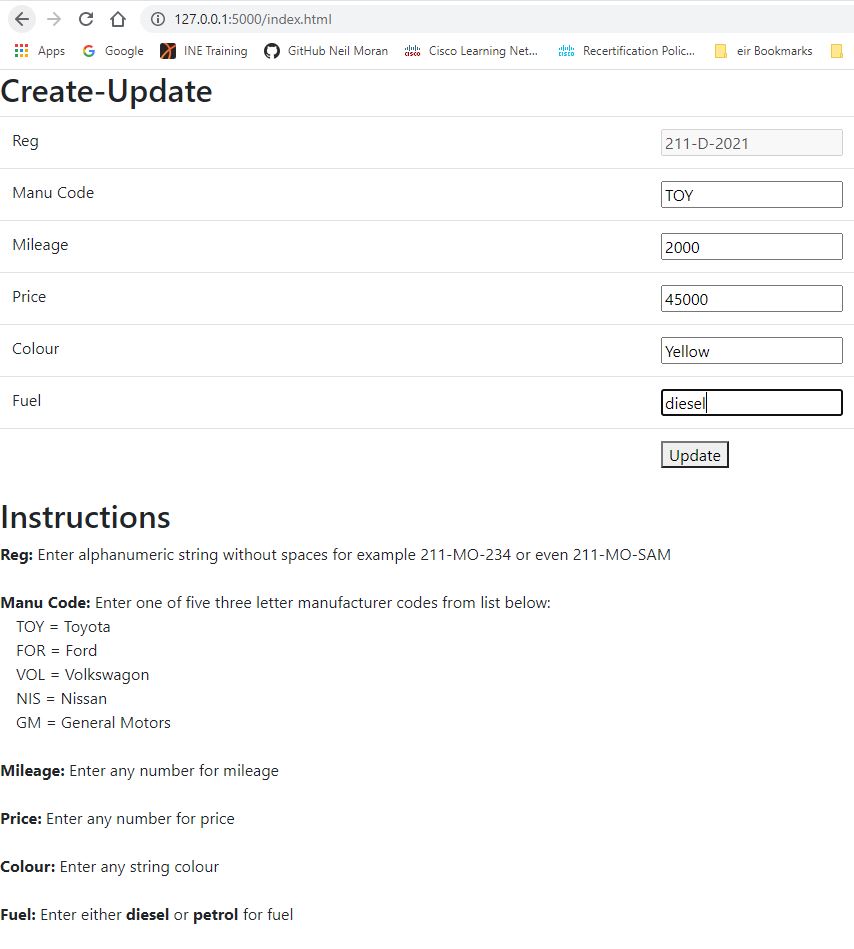 127.0.0.1:5000/index.html
Apps Google INE Training GitHub Neil Moran Cisco Learning Net... Recertification Polic... eir Bookmarks
Create-Update
Reg 211-D-2021
Manu Code TOY
Mileage 2000
Price 45000
Colour Yellow
Fuel diesel
Update
Instructions
Reg: Enter alphanumeric string without spaces for example 211-MO-234 or even 211-MO-SAM
Manu Code: Enter one of five three letter manufacturer codes from list below:
TOY = Toyota
FOR = Ford
VOL = Volkswagon
NIS = Nissan
GM = General Motors
Mileage: Enter any number for mileage
Price: Enter any number for price
Colour: Enter any string colour
Fuel: Enter either diesel or petrol for fuel